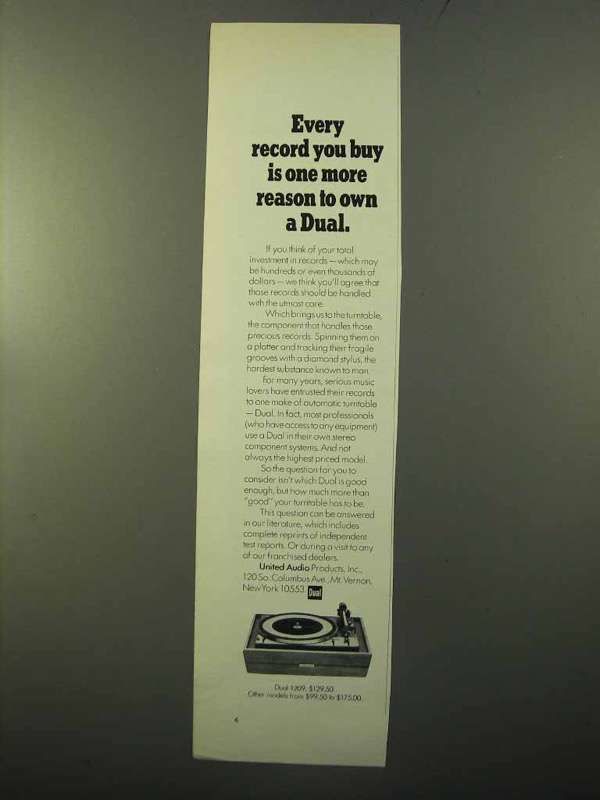 Every
record you buy
is one more
reason to own
a Dual.
If you think of your total
investment in records — which may
be hundreds or even thousands of
dollars — we think you'll agree that
those records should be handled
with the utmost care.
Which brings us to the turntable,
the component that handles those
precious records. Spinning them on
a platter and tracking their fragile
grooves with a diamond stylus, the
hardest substance known to man.
For many years, serious music
lovers have entrusted their records
to one make of automatic turntable
— Dual. In fact, most professionals
(who have access to any equipment)
use a Dual in their own stereo
component systems. And not
always the highest priced model.
So the question for you to
consider isn't which Dual is good
enough, but how much more than
"good" your turntable has to be.
This question can be answered
in our literature, which includes
complete reprints of independent
test reports. Or during a visit to any
of our franchised dealers.
United Audio Products, Inc.,
120 So. Columbus Ave., Mt. Vernon,
New York 10553. Dual
Dual 1209, $129.50.
Other models from $99.50 to $175.00.